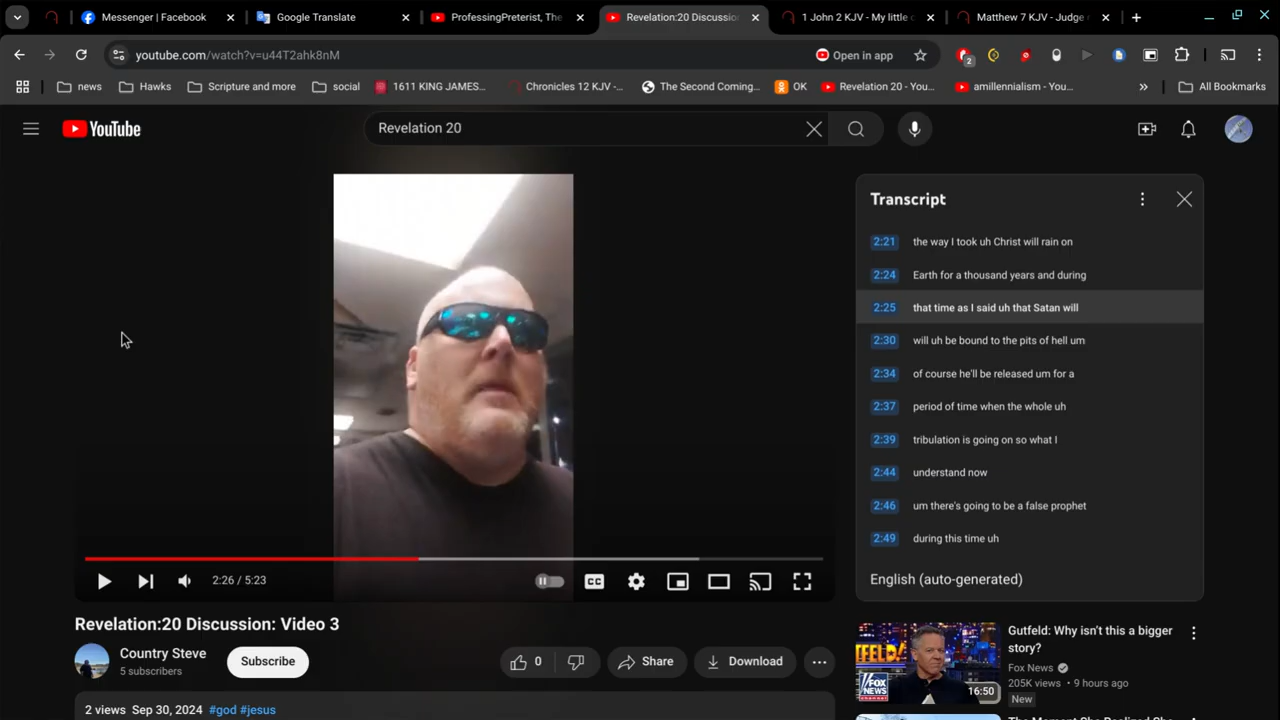 Messenger | Facebook
Google Translate
ProfessingPreterist, The
Revelation:20 Discussio
1 John 2 KJV - My little
Matthew 7 KJV - Judge
youtube.com/watch?v=u44T2ahk8nM
Open in app
2
news
Hawks
Scripture and more
social
1611 KING JAMES...
Chronicles 12 KJV -...
The Second Coming...
OK
Revelation 20 - You...
amillennialism - You...
»
All Bookmarks
YouTube
Revelation 20
Transcript
2:21 the way I took uh Christ will rain on
2:24 Earth for a thousand years and during
2:25 that time as I said uh that Satan will
2:30 will uh be bound to the pits of hell um
2:34 of course he'll be released um for a
2:37 period of time when the whole uh
2:39 tribulation is going on so what I
2:44 understand now
2:46 um there's going to be a false prophet
2:49 during this time uh
English (auto-generated)
2:26 / 5:23
CC
Revelation:20 Discussion: Video 3
Country Steve
5 subscribers
Subscribe
0
Share
Download
2 views Sep 30, 2024 #god #jesus
Gutfeld: Why isn't this a bigger
story?
Fox News
205K views • 9 hours ago
New
16:50